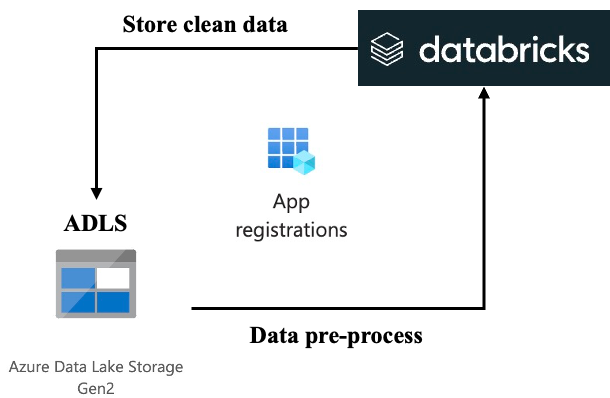 Store clean data
databricks
App
registrations
ADLS
Data pre-process
Azure Data Lake Storage
Gen2